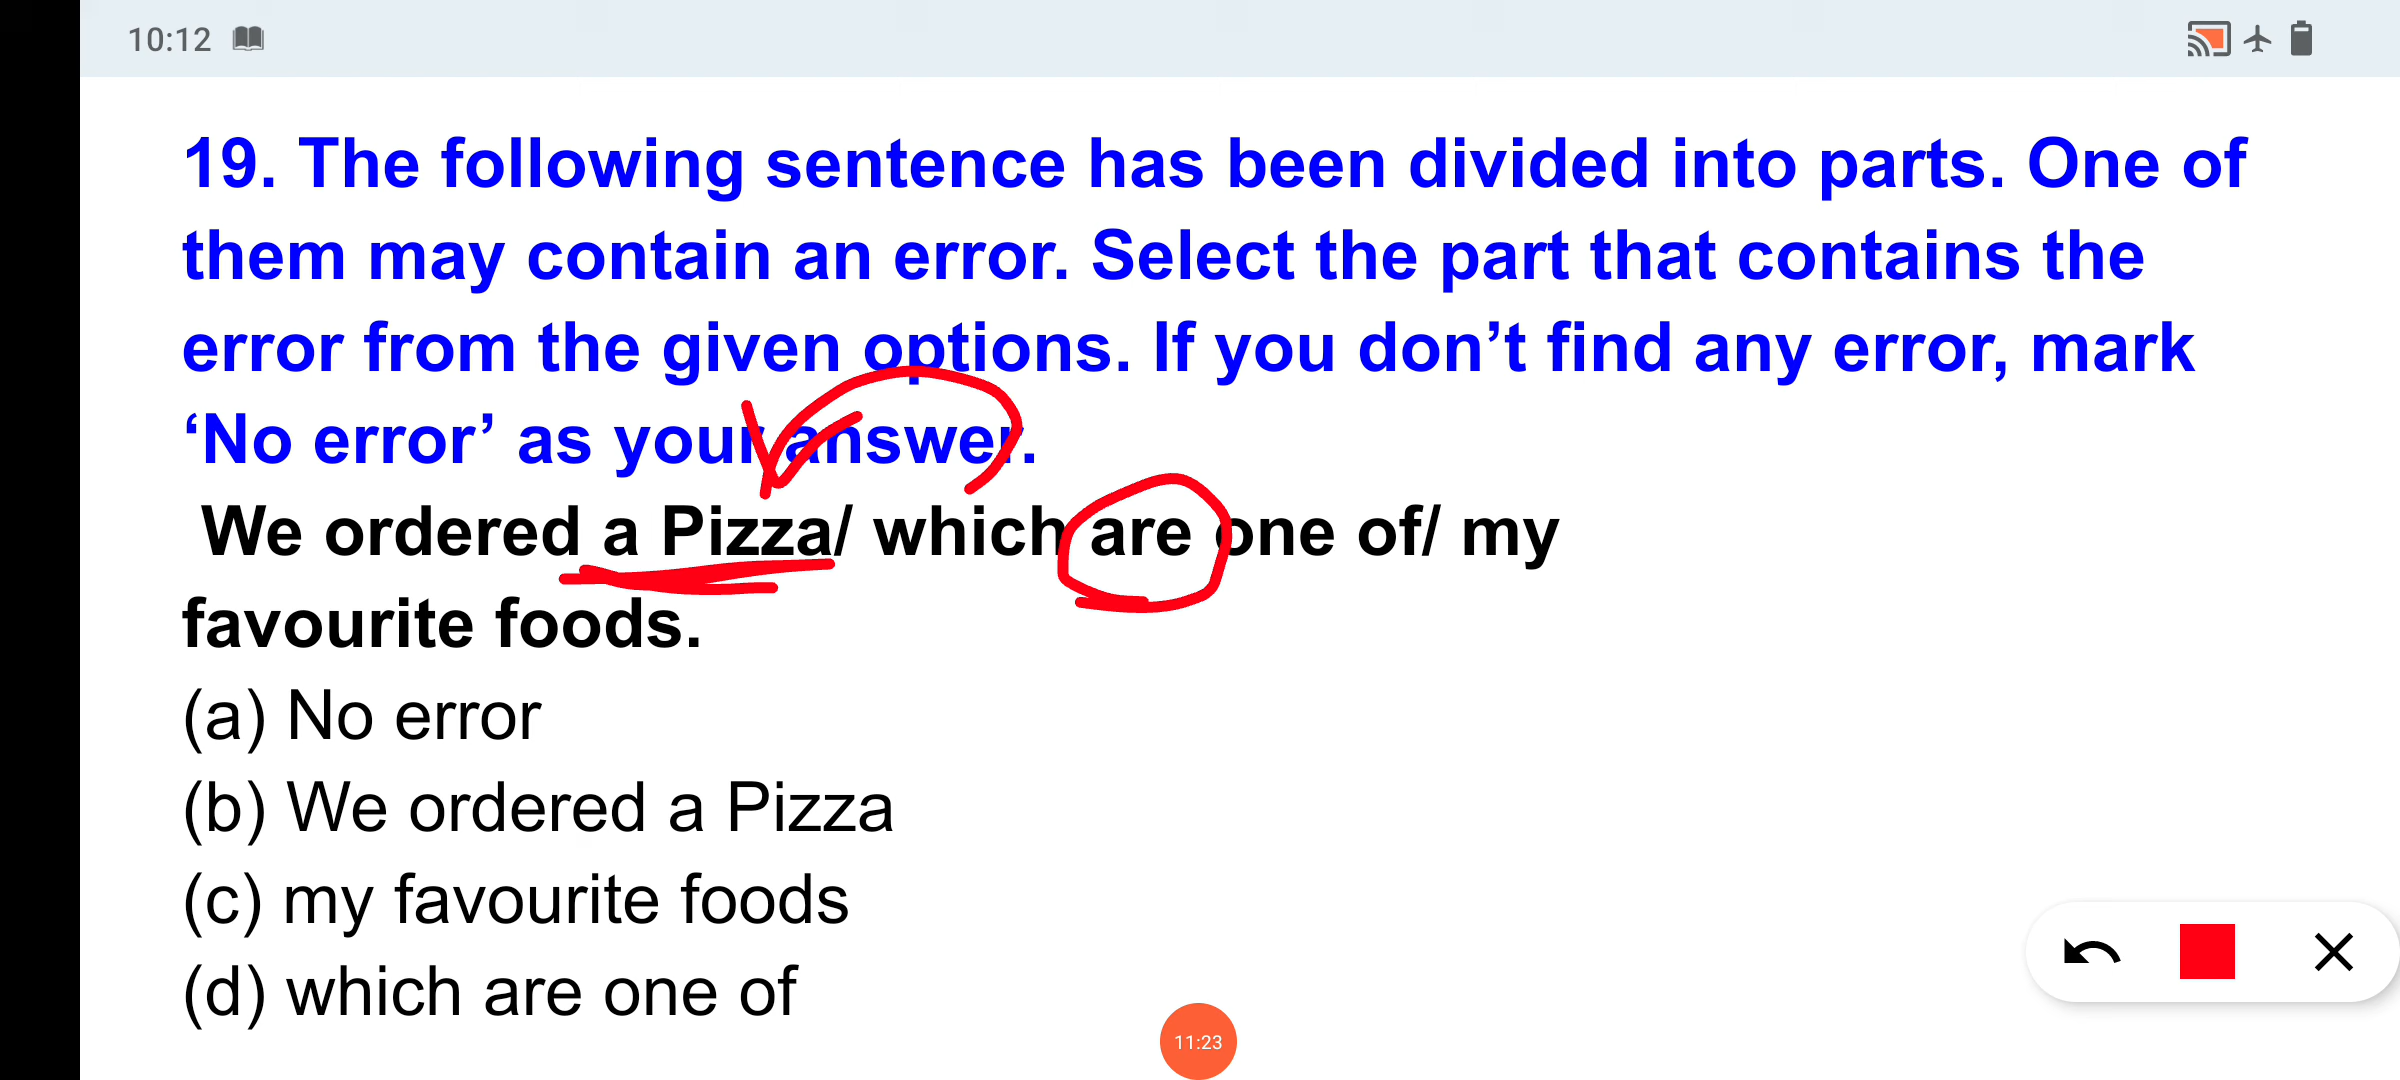 10:12
19. The following sentence has been divided into parts. One of
them may contain an error. Select the part that contains the
error from the given options. If you don’t find any error, mark
‘No error’ as your answer.
We ordered a Pizza/ which are one of/ my
favourite foods.
(a) No error
(b) We ordered a Pizza
(c) my favourite foods
(d) which are one of
11:23